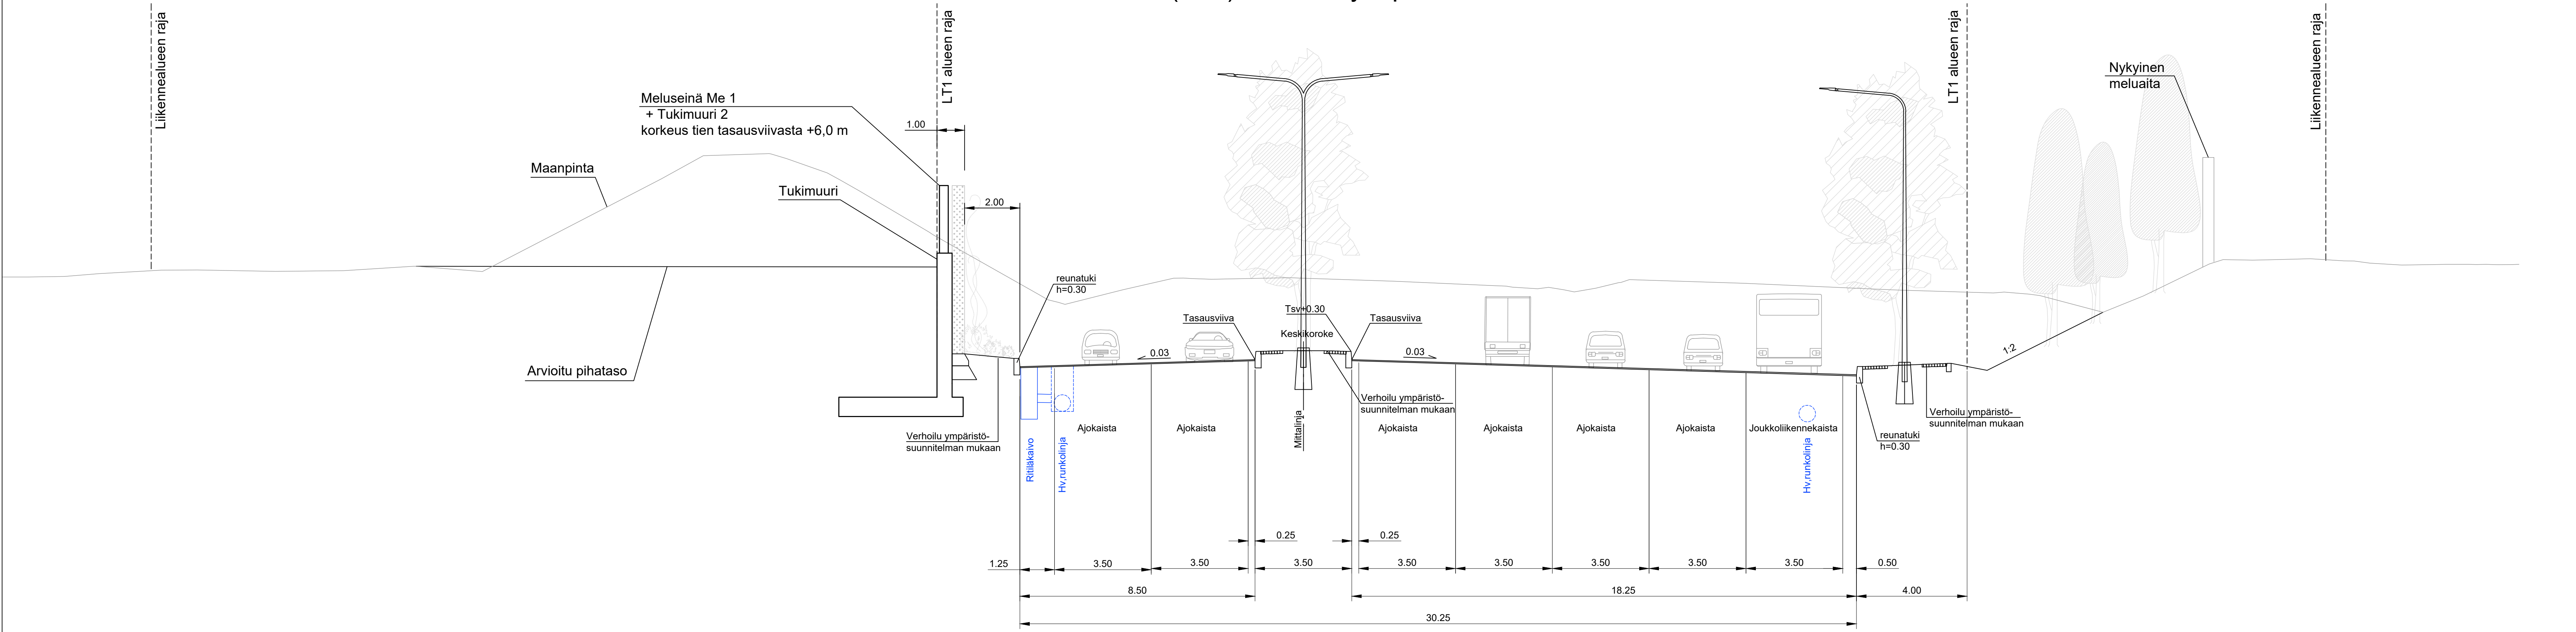 Liikennealueen raja
LT1 alueen raja
LT1 alueen raja
Liikennealueen raja
Nykyinen
meluaita
Meluseinä Me 1
+ Tukimuuri 2
korkeus tien tasausviivasta +6,0 m
1.00
Maanpinta
Tukimuuri
2.00
reunatuki
h=0.30
Tasausviiva
Tsv+0.30
Tasausviiva
Keskikoroke
0.03
0.03
1:2
Arvioitu pihataso
Verhoilu ympäristö-
suunnitelman mukaan
Verhoilu ympäristö-
suunnitelman mukaan
Verhoilu ympäristö-
suunnitelman mukaan
reunatuki
h=0.30
Ritiläkaivo
Hv,runkolinja
Ajokaista
Ajokaista
Mittalinja
Ajokaista
Ajokaista
Ajokaista
Ajokaista
Joukkoliikennekaista
Hv,runkolinja
0.25
0.25
1.25
3.50
3.50
3.50
3.50
3.50
3.50
3.50
3.50
0.50
8.50
18.25
4.00
30.25